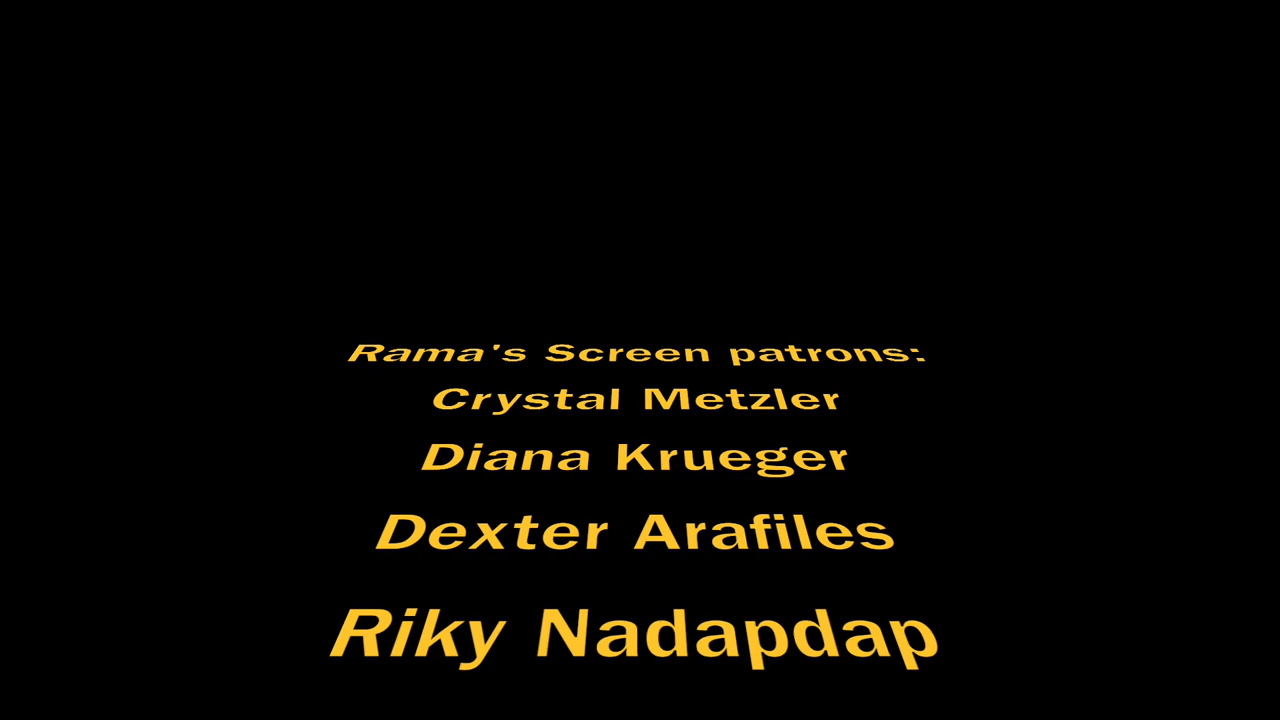 Rama's Screen patrons:
Crystal Metzler
Diana Krueger
Dexter Arafiles
Riky Nadapdap